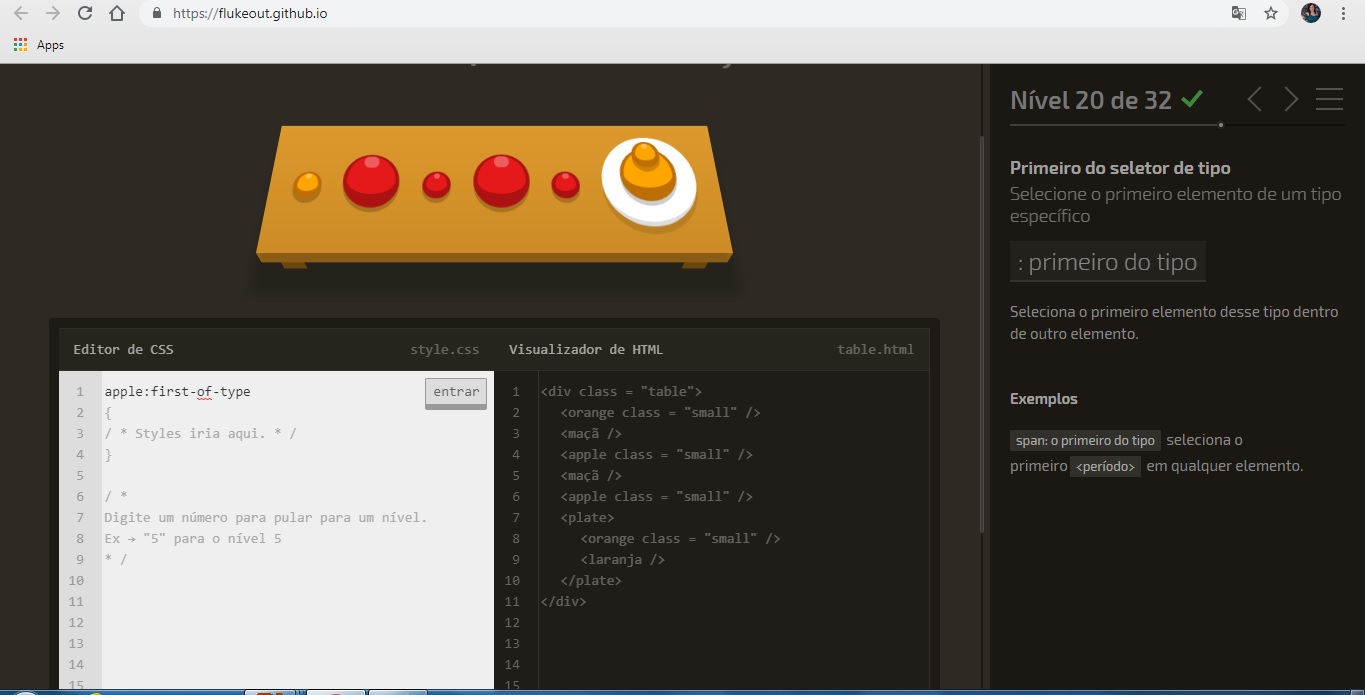 https://flukeout.github.io
Apps
Nível 20 de 32
Primeiro do seletor de tipo
Selecione o primeiro elemento de um tipo
específico
: primeiro do tipo
Seleciona o primeiro elemento desse tipo dentro
de outro elemento.
Exemplos
span: o primeiro do tipo seleciona o
primeiro <período> em qualquer elemento.
Editor de CSS style.css
1 apple:first-of-type entrar
2 {
3 / * Styles iria aqui. * /
4 }
5
6 / *
7 Digite um número para pular para um nível.
8 Ex → "5" para o nível 5
9 * /
10
11
12
13
14
15
Visualizador de HTML table.html
1 <div class = "table">
2 <orange class = "small" />
3 <maçã />
4 <apple class = "small" />
5 <maçã />
6 <apple class = "small" />
7 <plate>
8 <orange class = "small" />
9 <laranja />
10 </plate>
11 </div>
12
13
14
15